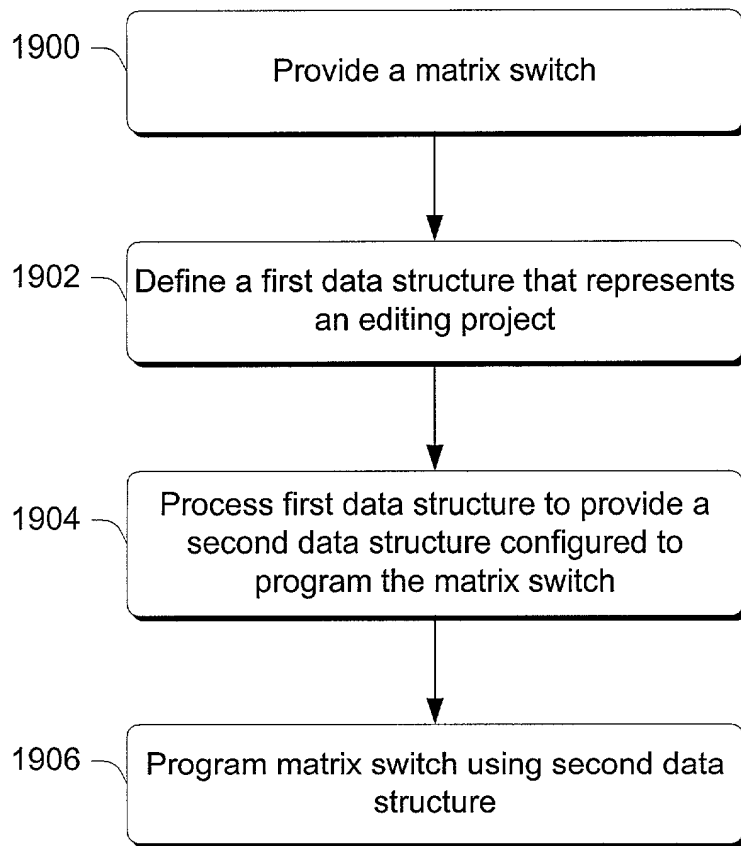 1900
Provide a matrix switch
1902
Define a first data structure that represents
an editing project
1904
Process first data structure to provide a
second data structure configured to
program the matrix switch
1906
Program matrix switch using second data
structure